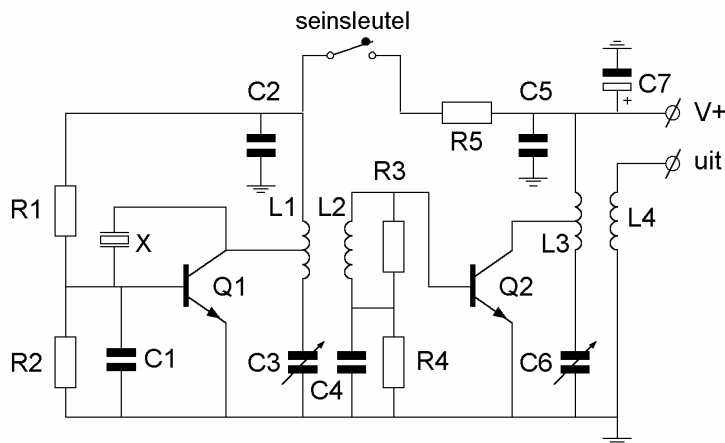 seinsleutel
C2
C5
C7
+
V+
R5
uit
R3
R1
L1
L2
L3
L4
X
Q1
Q2
R2
C1
C3
C4
R4
C6